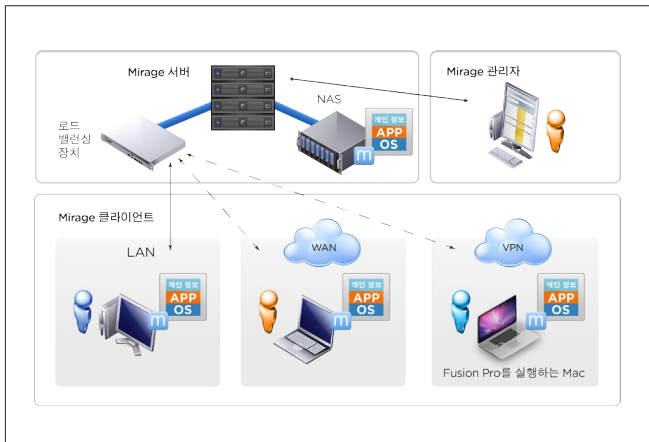 Mirage 서버
NAS
로드
밸런싱
장치
개인 정보
APP
OS
m
Mirage 관리자
Mirage 클라이언트
LAN
개인 정보
APP
OS
m
WAN
개인 정보
APP
OS
m
VPN
개인 정보
APP
OS
m
Fusion Pro를 실행하는 Mac